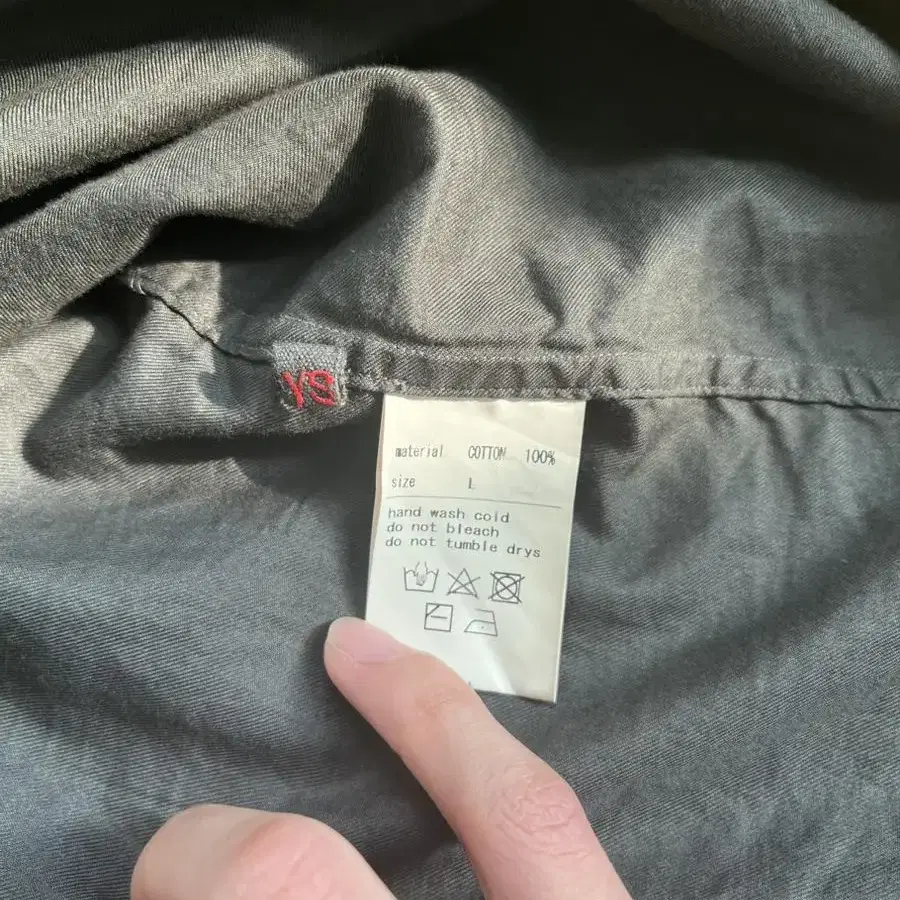 YS
material COTTON 100%
size L
hand wash cold
do not bleach
do not tumble drys